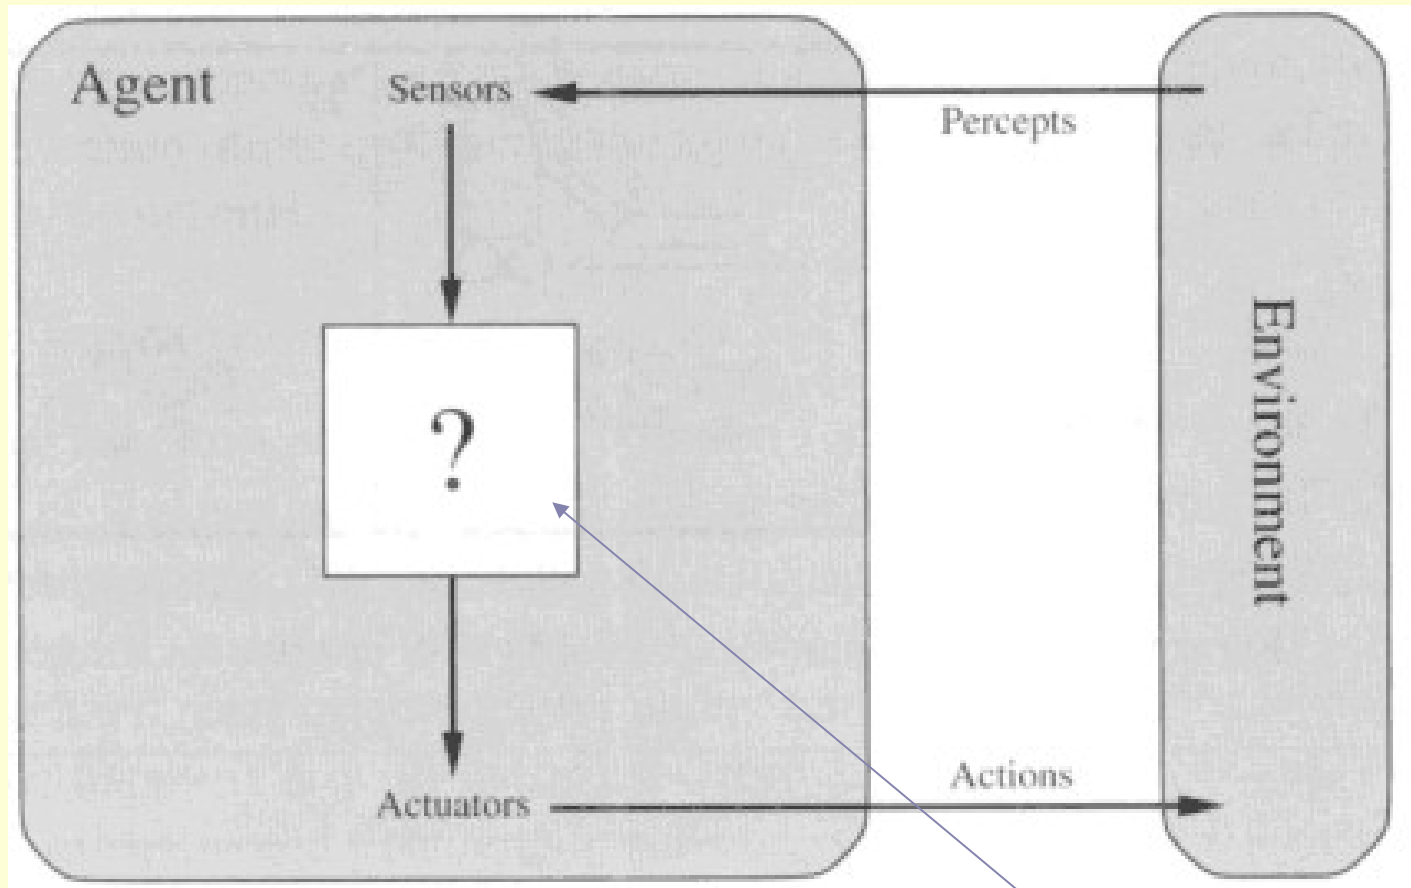 Agent
Sensors
Percepts
?
Environment
Actions
Actuators